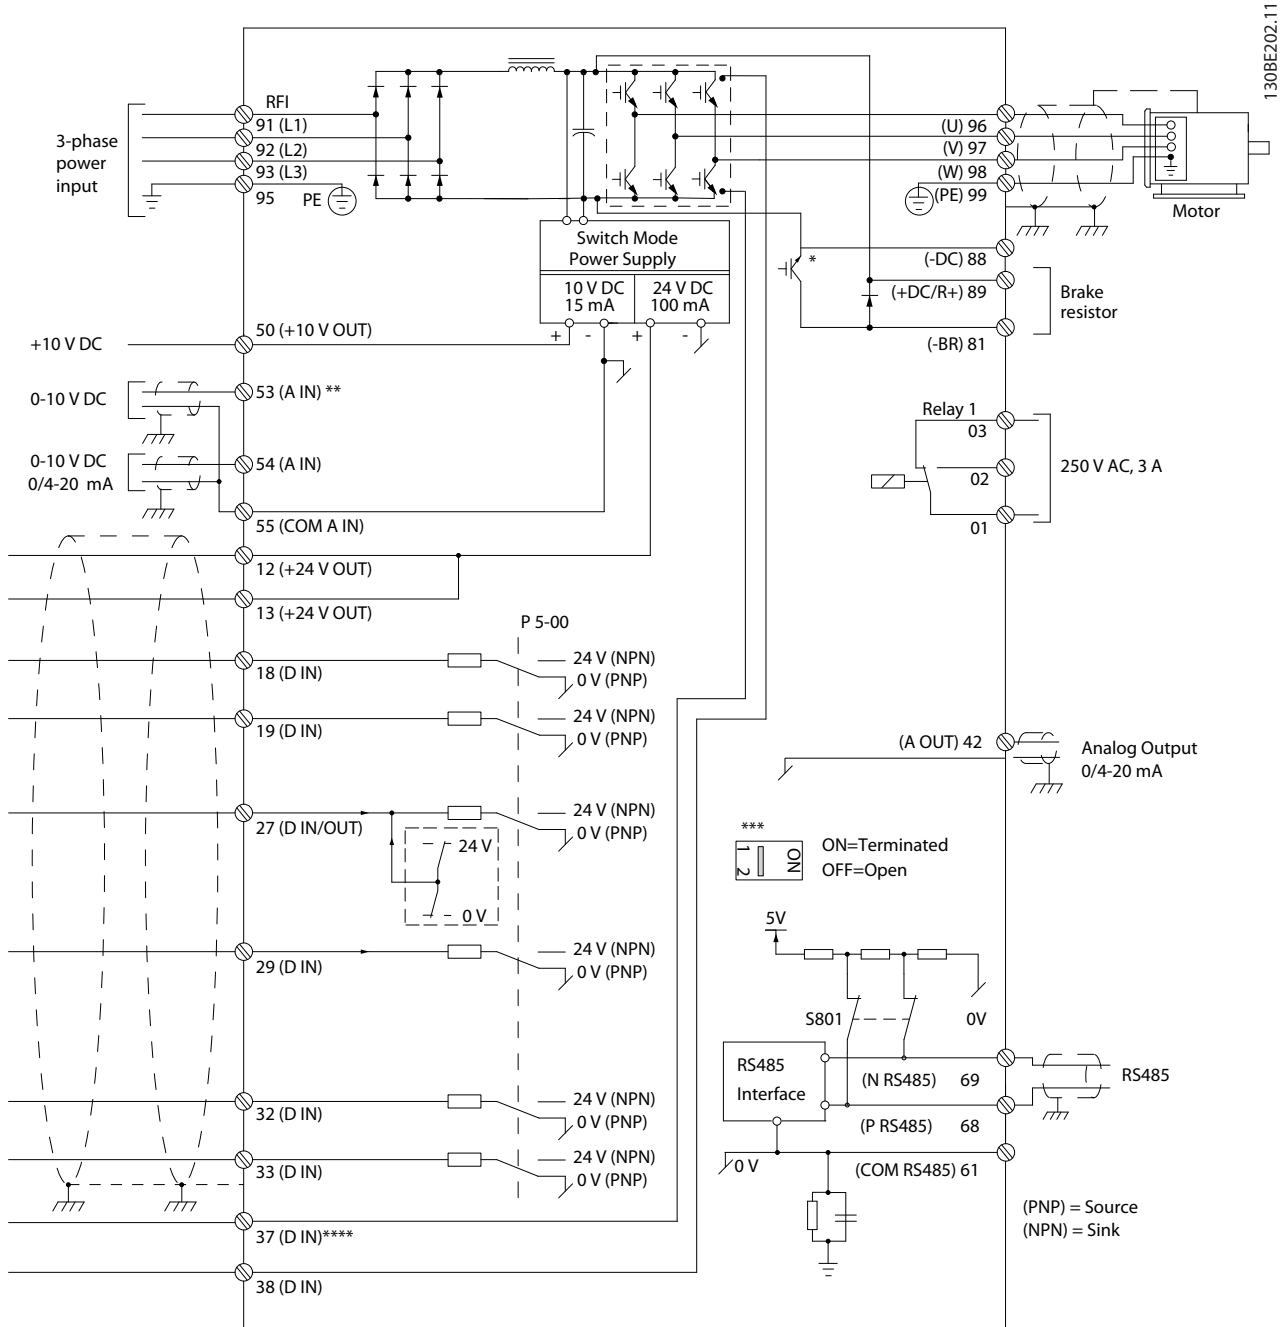 130BE202.11
3-phase
power
input
RFI
91 (L1)
92 (L2)
93 (L3)
95
PE
(U) 96
(V) 97
(W) 98
(PE) 99
Motor
Switch Mode
Power Supply
10 V DC
15 mA
24 V DC
100 mA
+ - + -
*
(-DC) 88
(+DC/R+) 89
(-BR) 81
Brake
resistor
+10 V DC
50 (+10 V OUT)
0-10 V DC
53 (A IN) **
0-10 V DC
0/4-20 mA
54 (A IN)
55 (COM A IN)
12 (+24 V OUT)
13 (+24 V OUT)
Relay 1
03
02
01
250 V AC, 3 A
P 5-00
18 (D IN)
24 V (NPN)
0 V (PNP)
19 (D IN)
24 V (NPN)
0 V (PNP)
27 (D IN/OUT)
24 V (NPN)
0 V (PNP)
24 V
0 V
29 (D IN)
24 V (NPN)
0 V (PNP)
32 (D IN)
24 V (NPN)
0 V (PNP)
33 (D IN)
24 V (NPN)
0 V (PNP)
37 (D IN)****
38 (D IN)
(A OUT) 42
Analog Output
0/4-20 mA
***
1
2
ON
ON=Terminated
OFF=Open
5V
S801
0V
RS485
Interface
(N RS485) 69
(P RS485) 68
RS485
0 V
(COM RS485) 61
(PNP) = Source
(NPN) = Sink